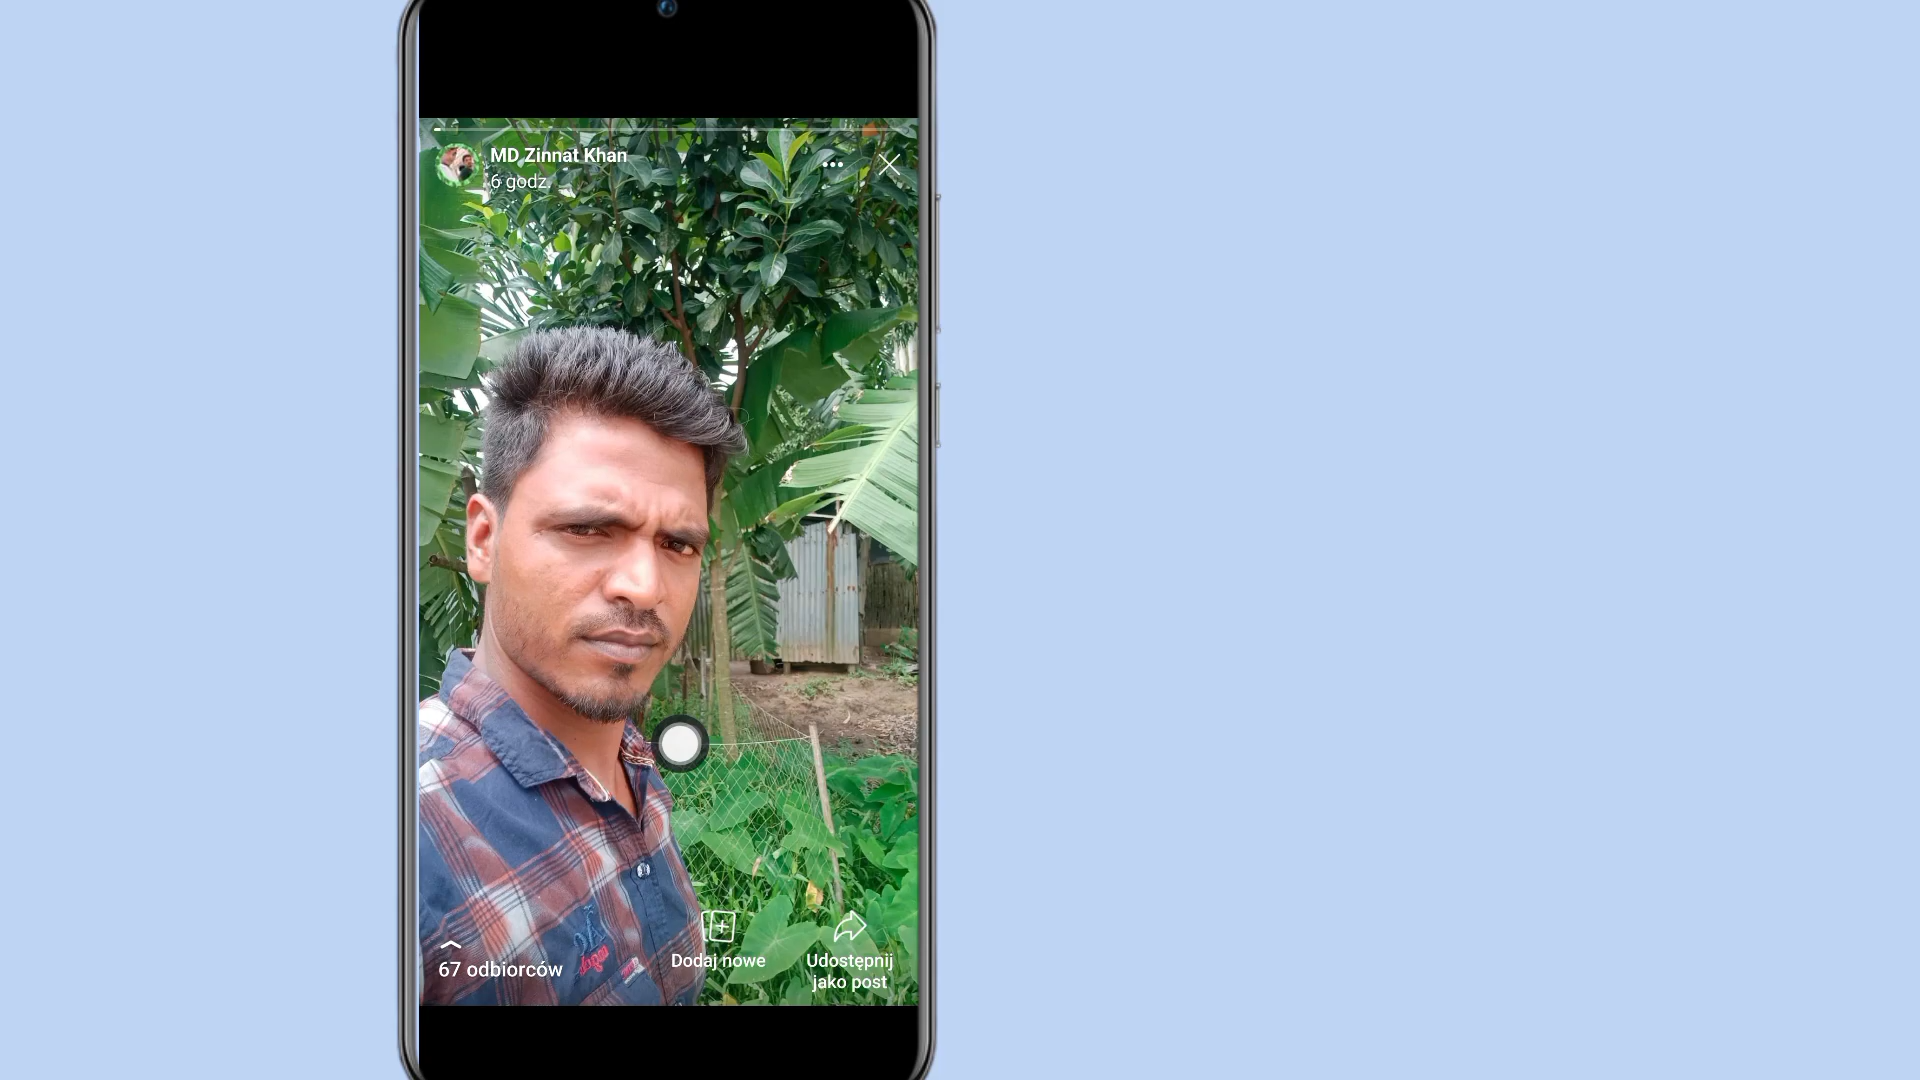 MD Zinnat Khan
6 godz.
67 odbiorców
Dodaj nowe
Udostępnij
jako post